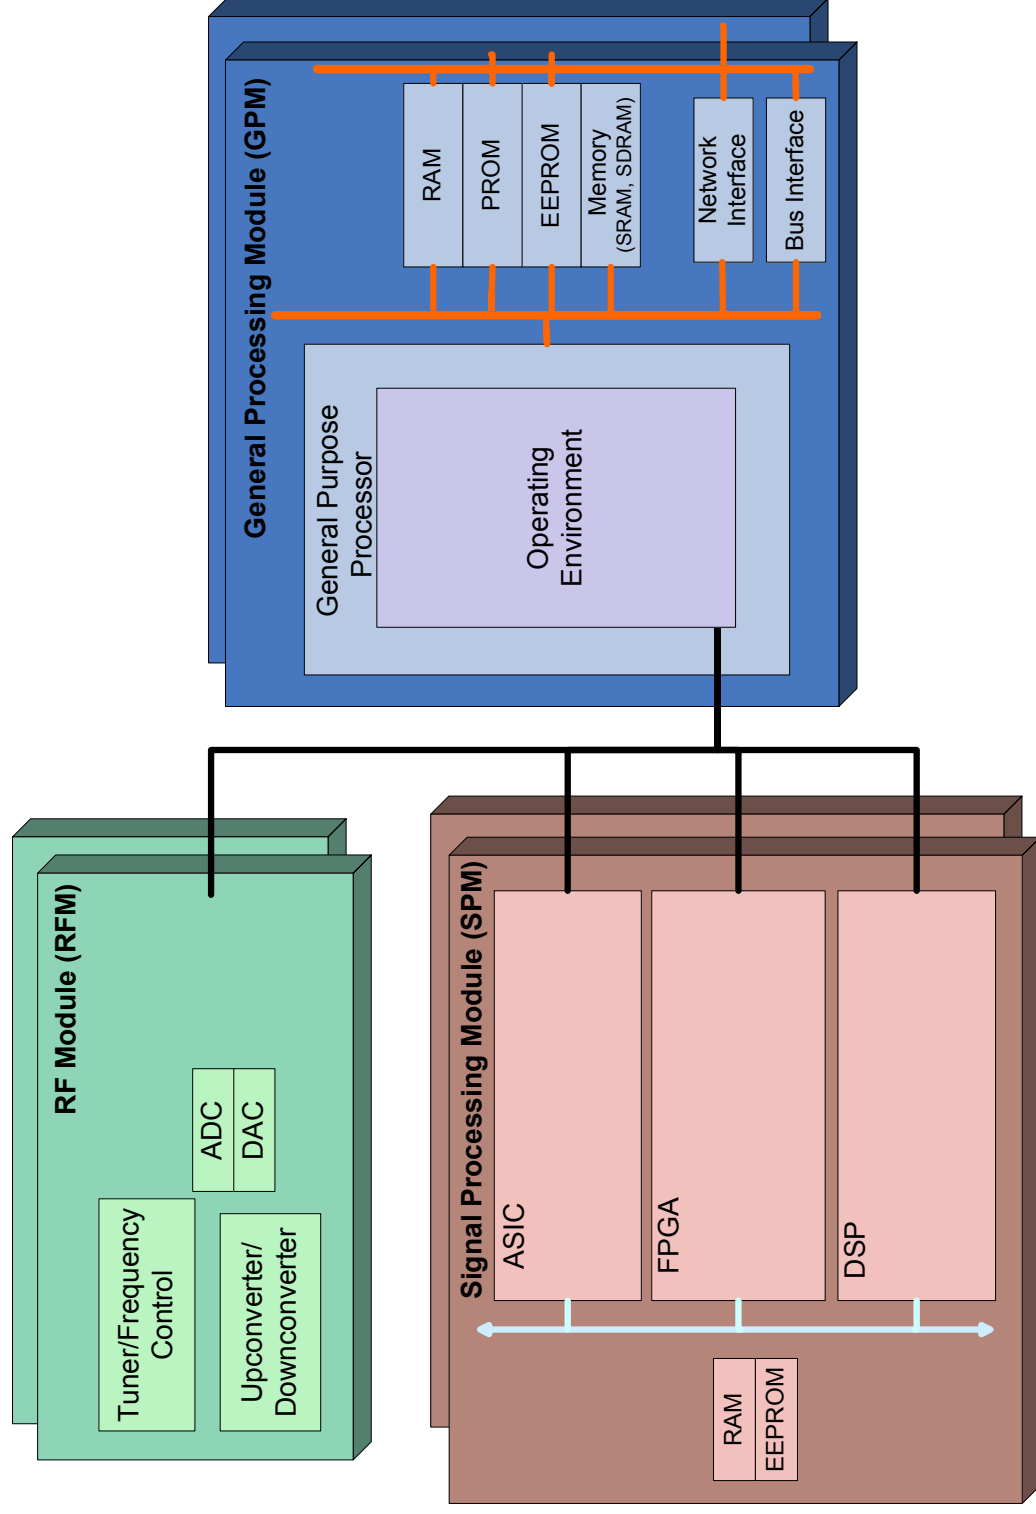 General Processing Module (GPM)
General Purpose
Processor
Operating
Environment
RAM
PROM
EEPROM
Memory
(SRAM, SDRAM)
Network
Interface
Bus Interface
RF Module (RFM)
Tuner/Frequency
Control
Upconverter/
Downconverter
ADC
DAC
Signal Processing Module (SPM)
ASIC
FPGA
DSP
RAM
EEPROM